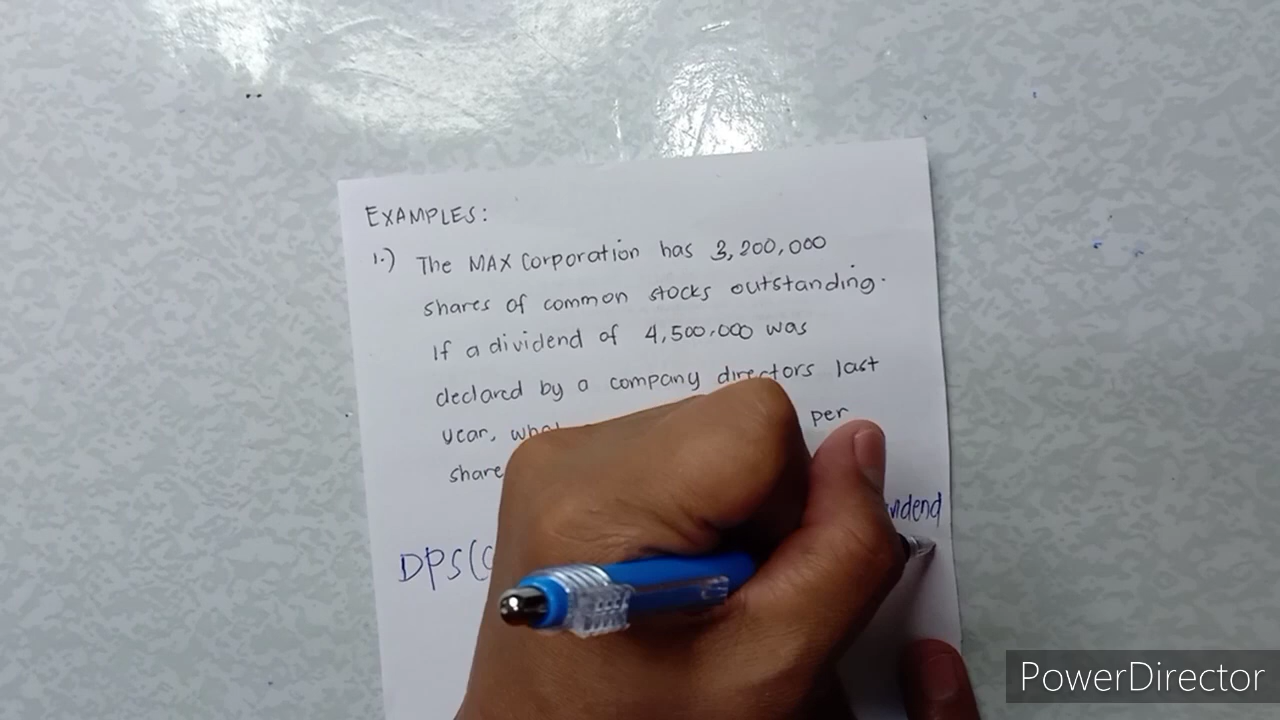 EXAMPLES:
1.) The MAX Corporation has 3,200,000
shares of common stocks outstanding.
If a dividend of 4,500,000 was
declared by a company directors last
year, what per
share
DPS(
PowerDirector